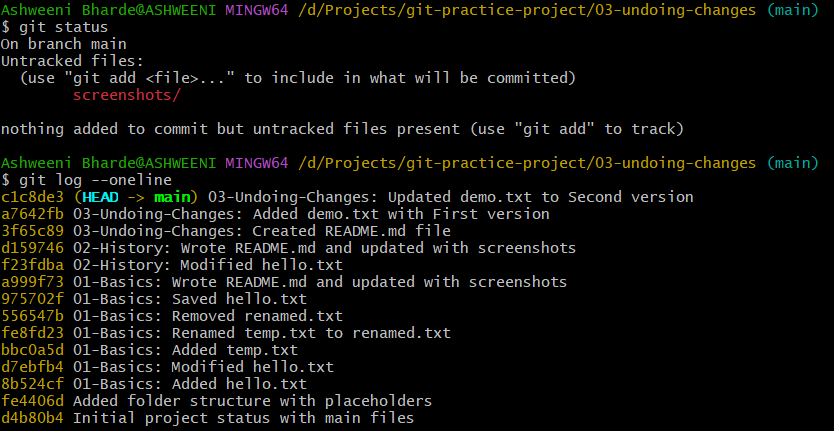 Ashweeni Bharde@ASHWEENI MINGW64 /d/Projects/git-practice-project/03-undoing-changes (main)
$ git status
On branch main
Untracked files:
  (use "git add <file>..." to include in what will be committed)
        screenshots/

nothing added to commit but untracked files present (use "git add" to track)

Ashweeni Bharde@ASHWEENI MINGW64 /d/Projects/git-practice-project/03-undoing-changes (main)
$ git log --oneline
c1c8de3 (HEAD -> main) 03-Undoing-Changes: Updated demo.txt to Second version
a7642fb 03-Undoing-Changes: Added demo.txt with First version
3f65c89 03-Undoing-Changes: Created README.md file
d159746 02-History: Wrote README.md and updated with screenshots
f23fdba 02-History: Modified hello.txt
a999f73 01-Basics: Wrote README.md and updated with screenshots
975702f 01-Basics: Saved hello.txt
556547b 01-Basics: Removed renamed.txt
fe8fd23 01-Basics: Renamed temp.txt to renamed.txt
bbc0a5d 01-Basics: Added temp.txt
d7ebfb4 01-Basics: Modified hello.txt
8b524cf 01-Basics: Added hello.txt
fe4406d Added folder structure with placeholders
d4b80b4 Initial project status with main files